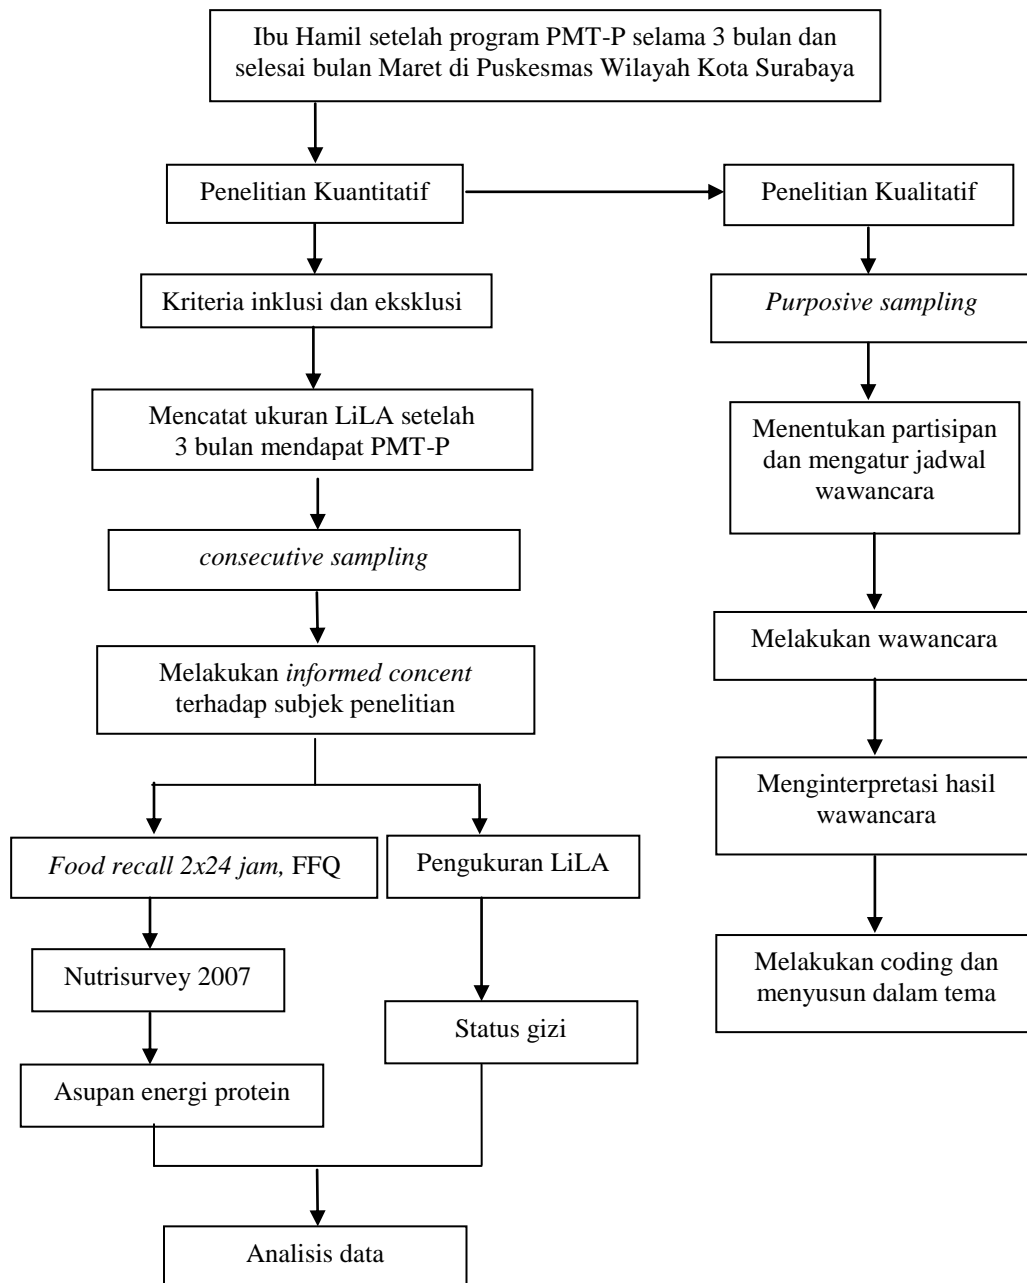 Ibu Hamil setelah program PMT-P selama 3 bulan dan
selesai bulan Maret di Puskesmas Wilayah Kota Surabaya
Penelitian Kuantitatif
Kriteria inklusi dan eksklusi
Mencatat ukuran LiLA setelah
3 bulan mendapat PMT-P
consecutive sampling
Melakukan informed concent
terhadap subjek penelitian
Food recall 2x24 jam, FFQ
Nutrisurvey 2007
Asupan energi protein
Pengukuran LiLA
Status gizi
Analisis data
Penelitian Kualitatif
Purposive sampling
Menentukan partisipan
dan mengatur jadwal
wawancara
Melakukan wawancara
Menginterpretasi hasil
wawancara
Melakukan coding dan
menyusun dalam tema